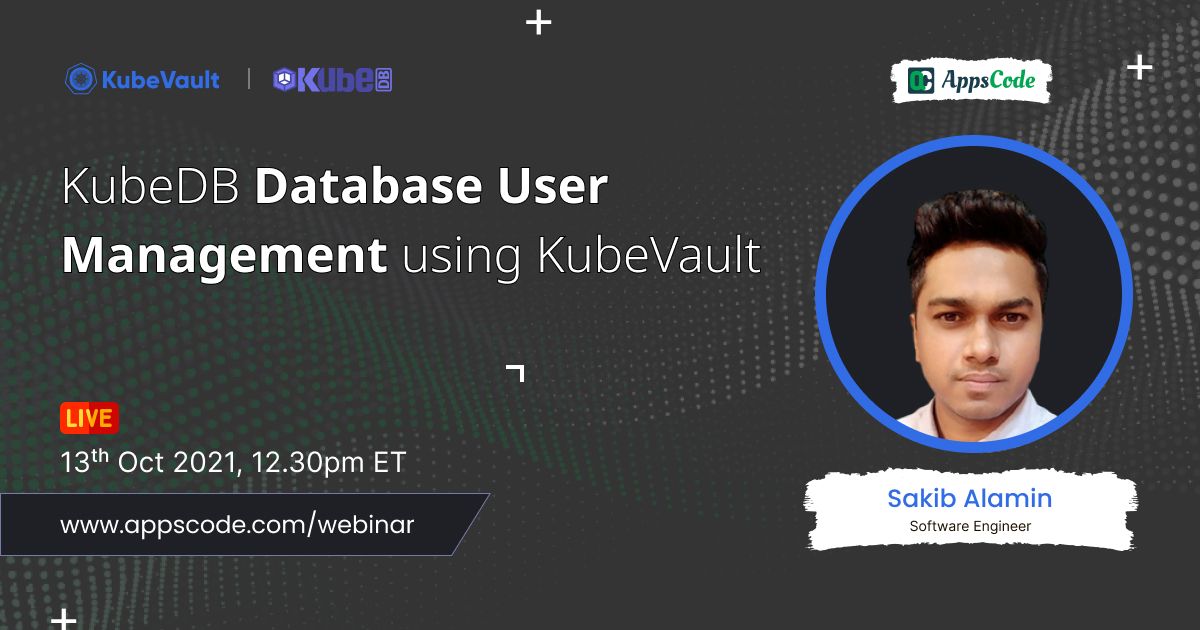 KubeVault | KubeDB
AppsCode
KubeDB Database User
Management using KubeVault
LIVE
13th Oct 2021, 12.30pm ET
www.appscode.com/webinar
Sakib Alamin
Software Engineer